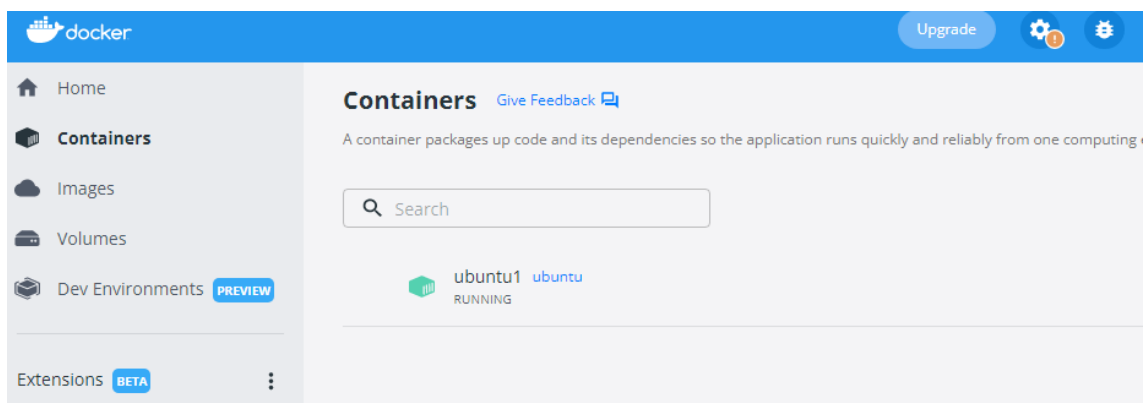 docker
Upgrade
Home
Containers
Images
Volumes
Dev Environments PREVIEW
Extensions BETA
Containers Give Feedback
A container packages up code and its dependencies so the application runs quickly and reliably from one computing
Search
ubuntu1 ubuntu
RUNNING